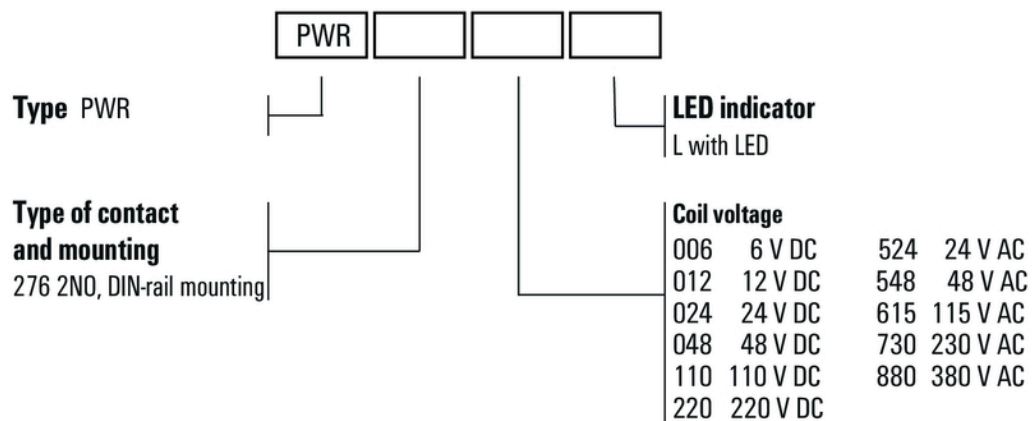 PWR
Type PWR
LED indicator
L with LED
Type of contact
and mounting
276 2NO, DIN-rail mounting
Coil voltage
006 6 V DC 524 24 V AC
012 12 V DC 548 48 V AC
024 24 V DC 615 115 V AC
048 48 V DC 730 230 V AC
110 110 V DC 880 380 V AC
220 220 V DC